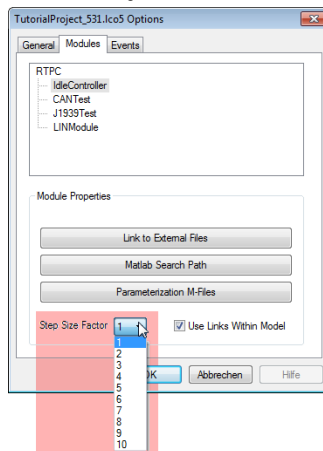 TutorialProject_531.lco5 Options
General Modules Events
RTPC
IdleController
CANTest
J1939Test
LINModule
Module Properties
Link to External Files
Matlab Search Path
Parameterization M-Files
Step Size Factor 1 Use Links Within Model
1
2
3
4
5
6
7
8
9
10
Abbrechen Hilfe